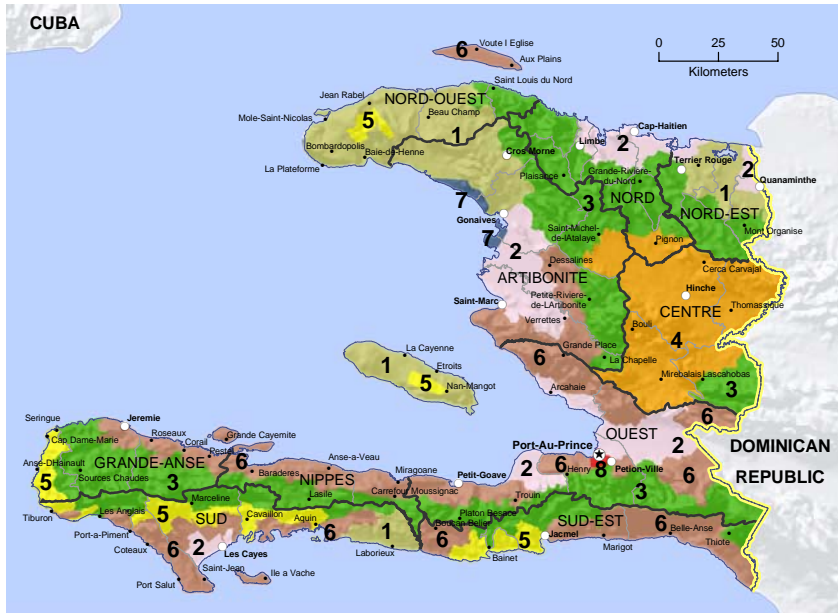 CUBA
6
Voute l Eglise
Aux Plains
0 25 50
Kilometers
Saint Louis du Nord
Jean Rabel
NORD-OUEST
Mole-Saint-Nicolas
5
Beau Champ
1
Bombardopolis
Baie-de-Henne
La Plateforme
Cros Morne
Limbe
Cap-Haitien
2
Terrier Rouge
2
Plaisance
Grande-Riviere-
du-Nord
Quanaminthe
1
7
3
NORD
NORD-EST
Gonaives
7
Saint-Michel-
de-lAtalaye
Mont Organise
2
Pignon
Dessalines
Cerca Carvajal
ARTIBONITE
Hinche
Saint-Marc
Petite-Riviere-
de-LArtibonite
CENTRE
Thomassique
Verrettes
Bouli
4
La Cayenne
6
Grande Place
La Chapelle
1
Etroits
5
Nan-Mangot
Mirebalais
Lascahobas
3
Arcahaie
6
Seringue
Jeremie
OUEST
Cap Dame-Marie
Roseaux
Grande Cayemite
Corail
Pestel
Port-Au-Prince
2
DOMINICAN
REPUBLIC
Anse-DHainault
GRANDE-ANSE
6
Anse-a-Veau
Baraderes
Miragoane
Petit-Goave
2
6
Henry
8
Petion-Ville
6
5
Sources Chaudes
3
NIPPES
Marceline
Lasile
Carrefour Moussignac
Trouin
3
Tiburon
Les Anglais
5
SUD
Cavaillon
Aquin
Platon Besace
Boucan Belier
SUD-EST
Port-a-Piment
6
2
6
1
6
5
Jacmel
6
Belle-Anse
Thiote
Coteaux
Les Cayes
Laborieux
Bainet
Marigot
Port Salut
Saint-Jean
Ile a Vache